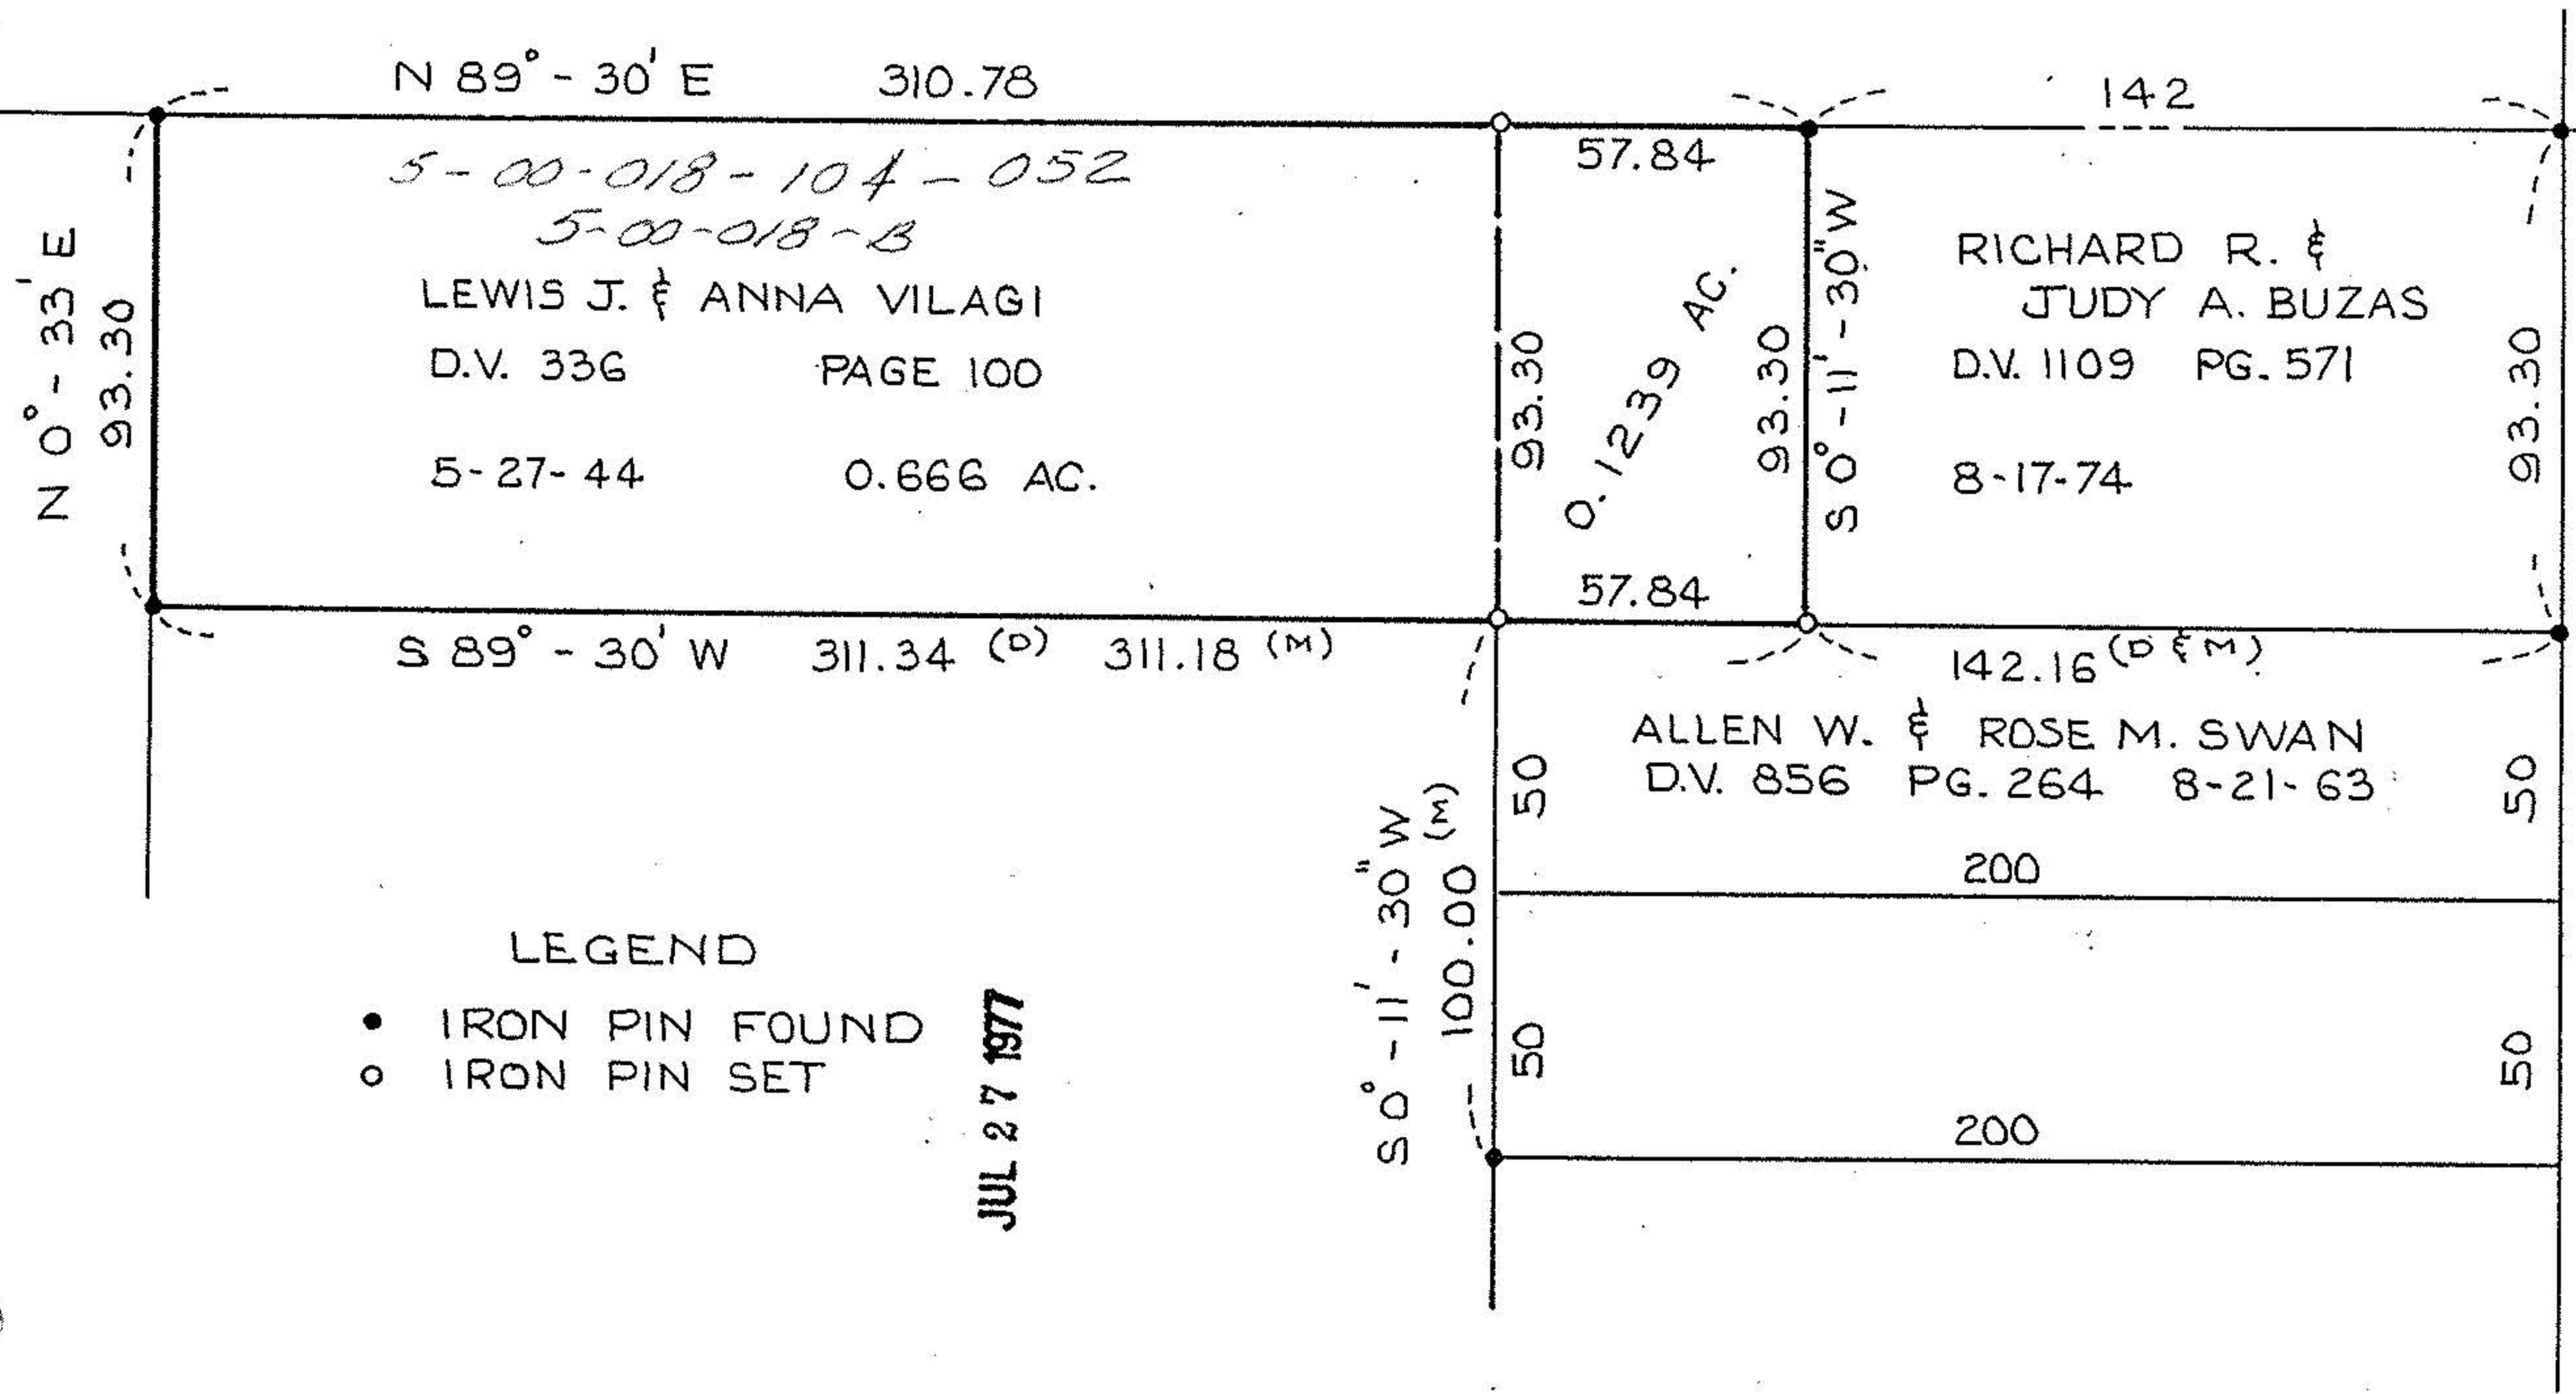 N 89° - 30' E 310.78
142
57.84
5-00-018-104-052
5-00-018-B
LEWIS J. & ANNA VILAGI
D.V. 336 PAGE 100
5-27-44 0.666 AC.
N 0° - 33' E
93.30
93.30
0.1239 AC.
93.30
S 0° - 11' - 30" W
RICHARD R. &
JUDY A. BUZAS
D.V. 1109 PG. 571
8-17-74
93.30
57.84
S 89° - 30' W 311.34 (D) 311.18 (M)
142.16 (D & M)
ALLEN W. & ROSE M. SWAN
D.V. 856 PG. 264 8-21-63
50
50
200
S 0° - 11' - 30" W
100.00 (M)
50
50
200
LEGEND
● IRON PIN FOUND
○ IRON PIN SET
JUL 27 1977